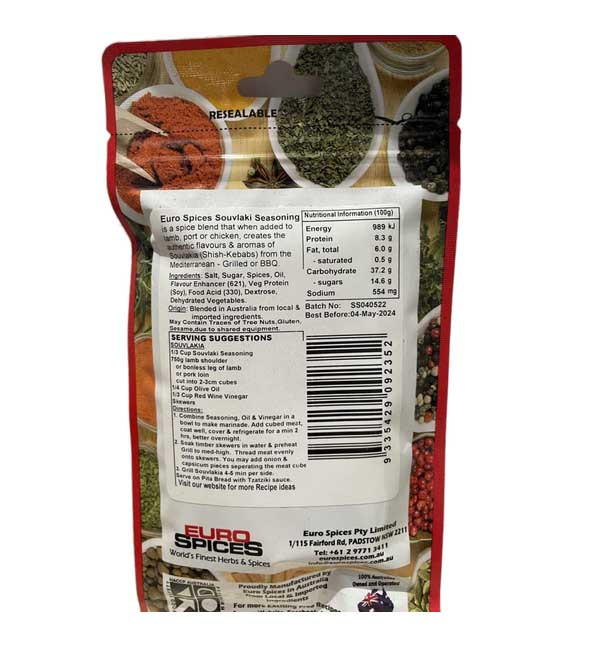 RESEALABLE
Euro Spices Souvlaki Seasoning
is a spice blend that when added to
lamb, port or chicken, creates the
authentic flavours & aromas of
Souvlakia (Shish-Kebabs) from the
Mediterranean - Grilled or BBQ.
Ingredients: Salt, Sugar, Spices, Oil,
Flavour Enhancer (621), Veg Protein
(Soy), Food Acid (330), Dextrose,
Dehydrated Vegetables.
Origin: Blended in Australia from local &
imported ingredients.
May Contain Traces of Tree Nuts, Gluten,
Sesame,due to shared equipment.
Nutritional Information (100g)
Energy 989 kJ
Protein 8.3 g
Fat, total 6.0 g
- saturated 0.5 g
Carbohydrate 37.2 g
- sugars 14.6 g
Sodium 554 mg
Batch No: SS040522
Best Before:04-May-2024
SERVING SUGGESTIONS
SOUVLAKIA
1/3 Cup Souvlaki Seasoning
750g lamb shoulder
or bonless leg of lamb
or pork loin
cut into 2-3cm cubes
1/4 Cup Olive Oil
1/3 Cup Red Wine Vinegar
Skewers
Directions:
1. Combine Seasoning, Oil & Vinegar in a
bowl to make marinade. Add cubed meat,
coat well, cover & refrigerate for a min 2
hrs, better overnight.
2. Soak timber skewers in water & preheat
Grill to med-high. Thread meat evenly
onto skewers. You may add onion &
capsicum pieces seperating the meat cube
3. Grill Souvlakia 4-5 min per side.
Serve on Pita Bread with Tzatziki sauce.
Visit our website for more Recipe ideas
9335429092352
EURO
SPICES
World's Finest Herbs & Spices
Euro Spices Pty Limited
1/115 Fairford Rd, PADSTOW NSW 2211
Tel: +61 2 9771 3411
eurospices.com.au
HACCP AUSTRALIA
Proudly Manufactured by
Euro Spices in Australia
from Local & Imported
Ingredients
100% Australian
Owned and Operated
For more Exciting Free Recipes